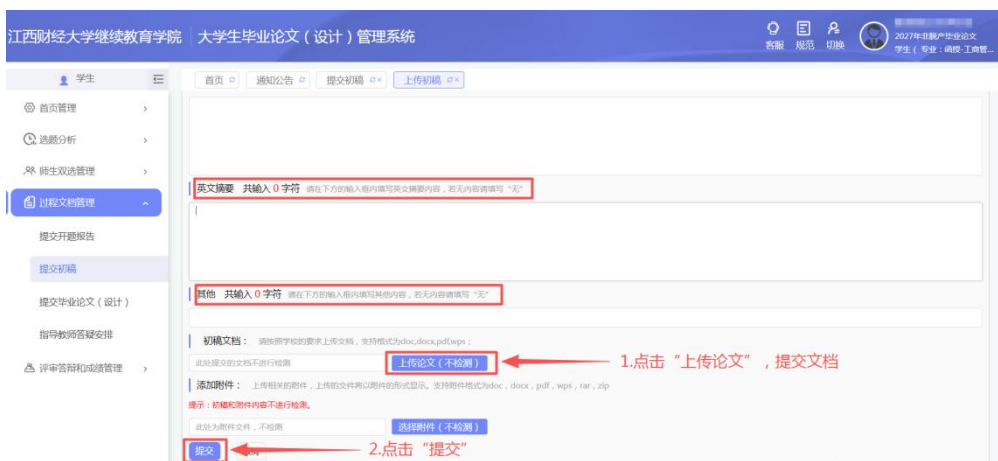 江西财经大学继续教育学院 大学生毕业论文（设计）管理系统
客服 规范 切换
2027年非脱产毕业论文
学生（专业：函授-工商管...
学生
首页 通知公告 提交初稿 上传初稿
首页管理
选题分析
师生双选管理
过程文档管理
提交开题报告
提交初稿
提交毕业论文（设计）
指导教师答疑安排
评审答辩和成绩管理
英文摘要 共输入 0 字符 请在下方的输入框内填写英文摘要内容，若无内容请填写“无”
其他 共输入 0 字符 请在下方的输入框内填写其他内容，若无内容请填写“无”
初稿文档： 请按照学校的要求上传文档，支持格式为doc,docx,pdf,wps；
此处提交的文档不进行检测 上传论文（不检测） 1.点击“上传论文”，提交文档
添加附件： 上传相关的附件，上传的文件将以附件的形式显示。支持附件格式为doc，docx，pdf，wps，rar，zip
提示：初稿和附件内容不进行检测。
此处为附件文件，不检测 选择附件（不检测）
提交 2.点击“提交”